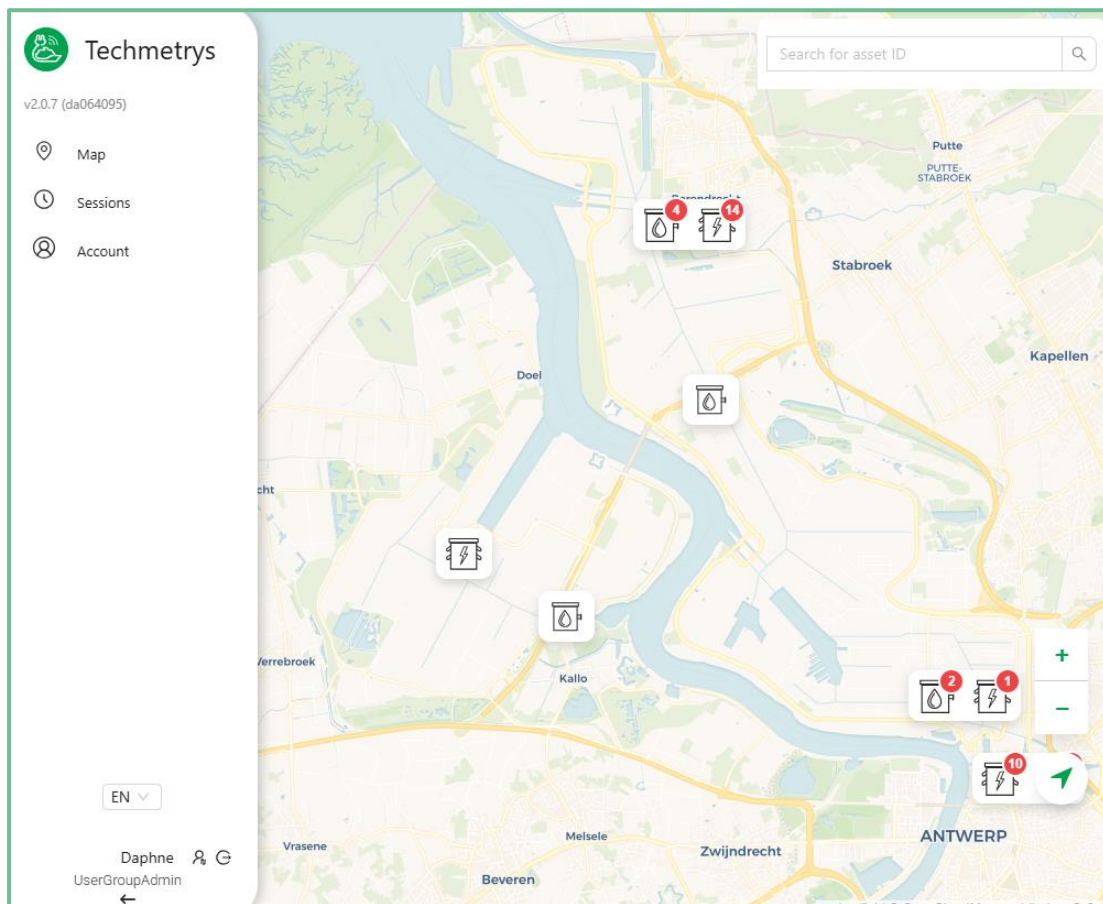 Techmetrys
v2.0.7 (da064095)
Map
Sessions
Account
EN
Daphne
UserGroupAdmin
Search for asset ID
Putte
PUTTE-
STABROEK
4
14
Stabroek
Kapellen
Doel
Verrebroek
Kallo
2
1
+
−
10
ANTWERP
Melsele
Zwijndrecht
Vrasene
Beveren